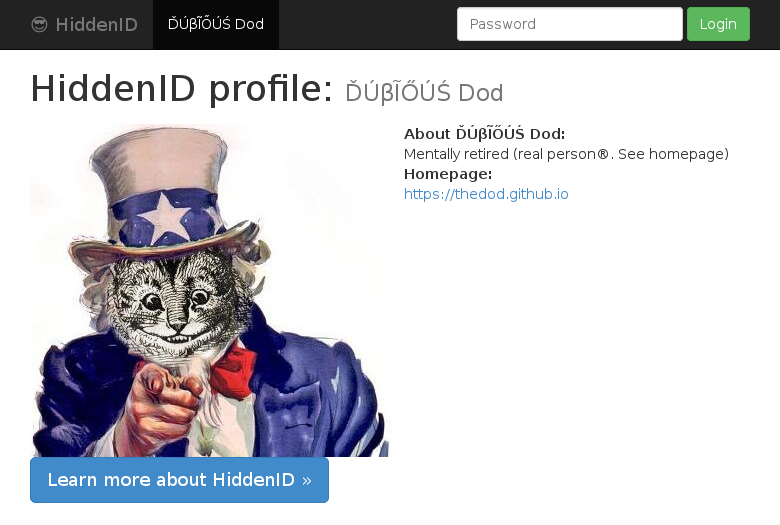 😎 HiddenID ĎÚβĨŐÚŚ Dod Password Login
HiddenID profile: ĎÚβĨŐÚŚ Dod
About ĎÚβĨŐÚŚ Dod:
Mentally retired (real person®. See homepage)
Homepage:
https://thedod.github.io
Learn more about HiddenID »